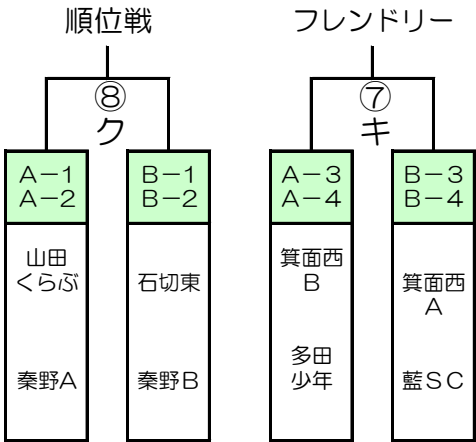 順位戦
フレンドリー
⑧
ク
⑦
キ
A－1
A－2
B－1
B－2
A－3
A－4
B－3
B－4
山田
くらぶ
石切東
箕面西
B
箕面西
A
秦野A
秦野B
多田
少年
藍SC